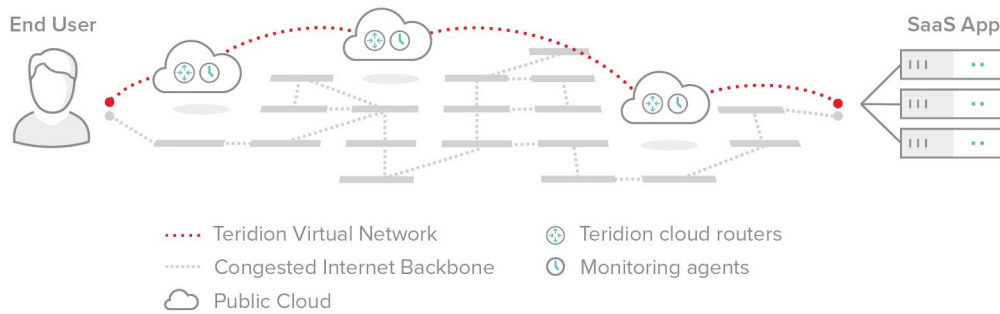 End User
SaaS App
Teridion Virtual Network
Congested Internet Backbone
Public Cloud
Teridion cloud routers
Monitoring agents